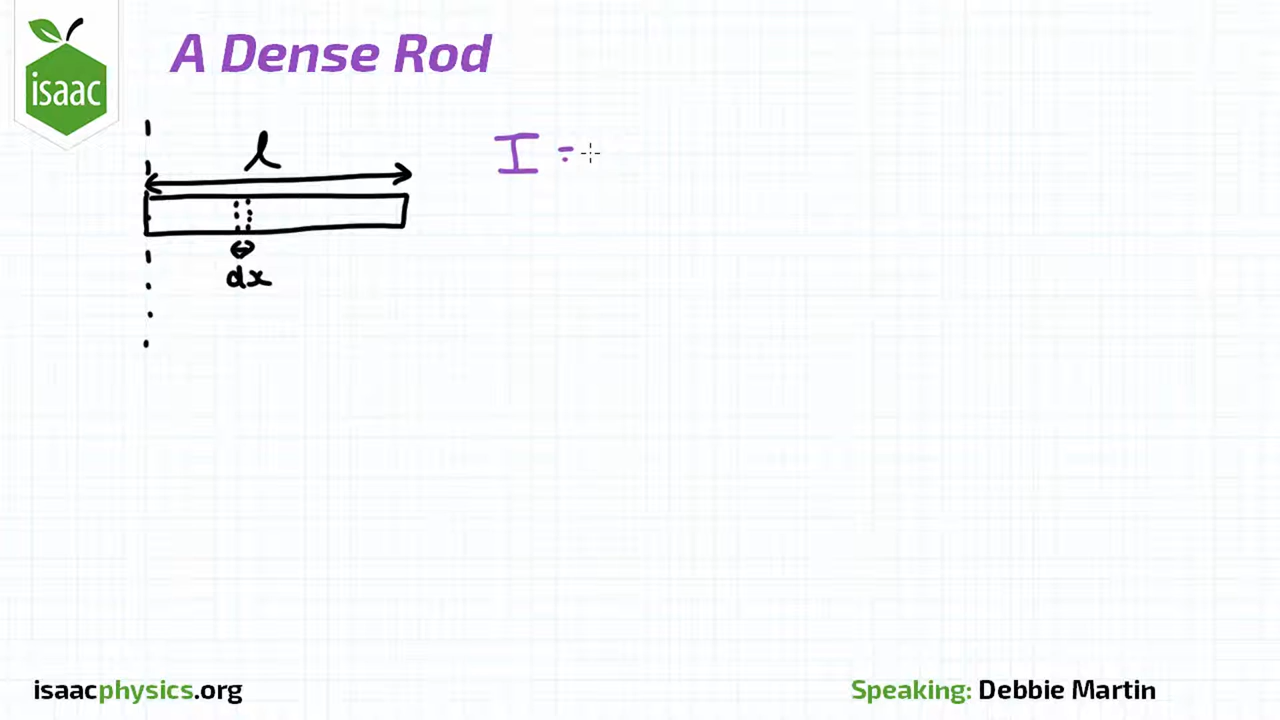 A Dense Rod
isaac
l
I =
dx
isaacphysics.org
Speaking: Debbie Martin